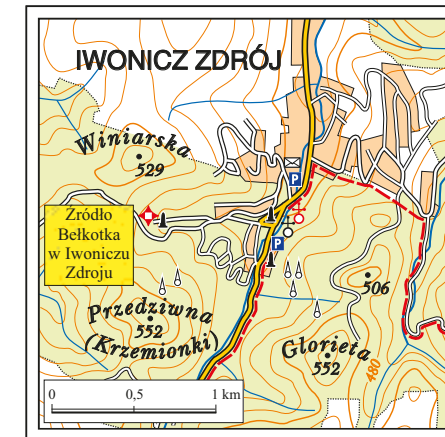 IWONICZ ZDRÓJ
Winiarska
529
P
Źródło
Bełkotka
w Iwoniczu
Zdroju
P
506
Przedziwna
552
(Krzemionki)
Glorieta
552
480
0 0,5 1 km